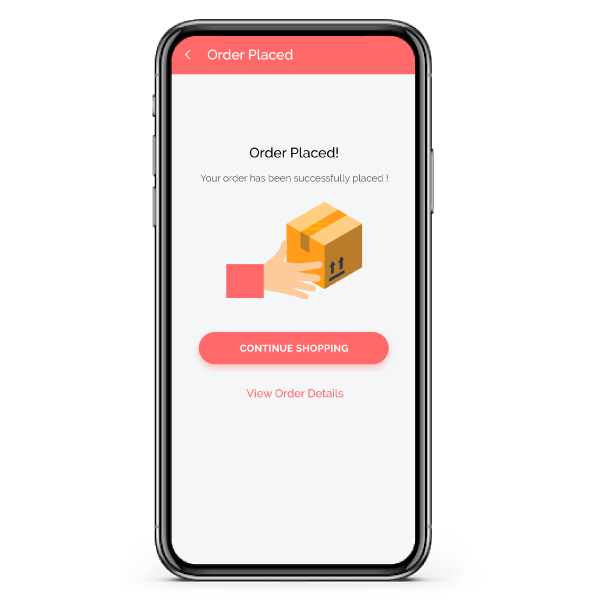 Order Placed
Order Placed!
Your order has been successfully placed !
CONTINUE SHOPPING
View Order Details